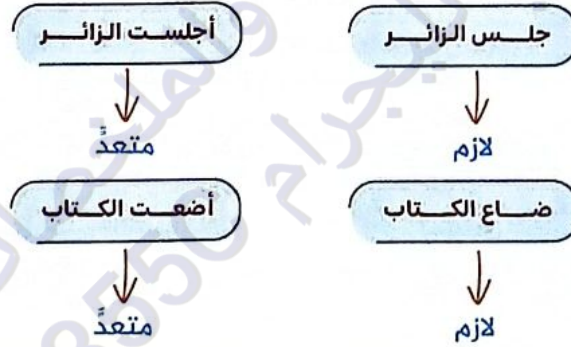 جلس الزائر
أجلست الزائر
لازم
متعدٍّ
ضاع الكتاب
أضعت الكتاب
لازم
متعدٍّ